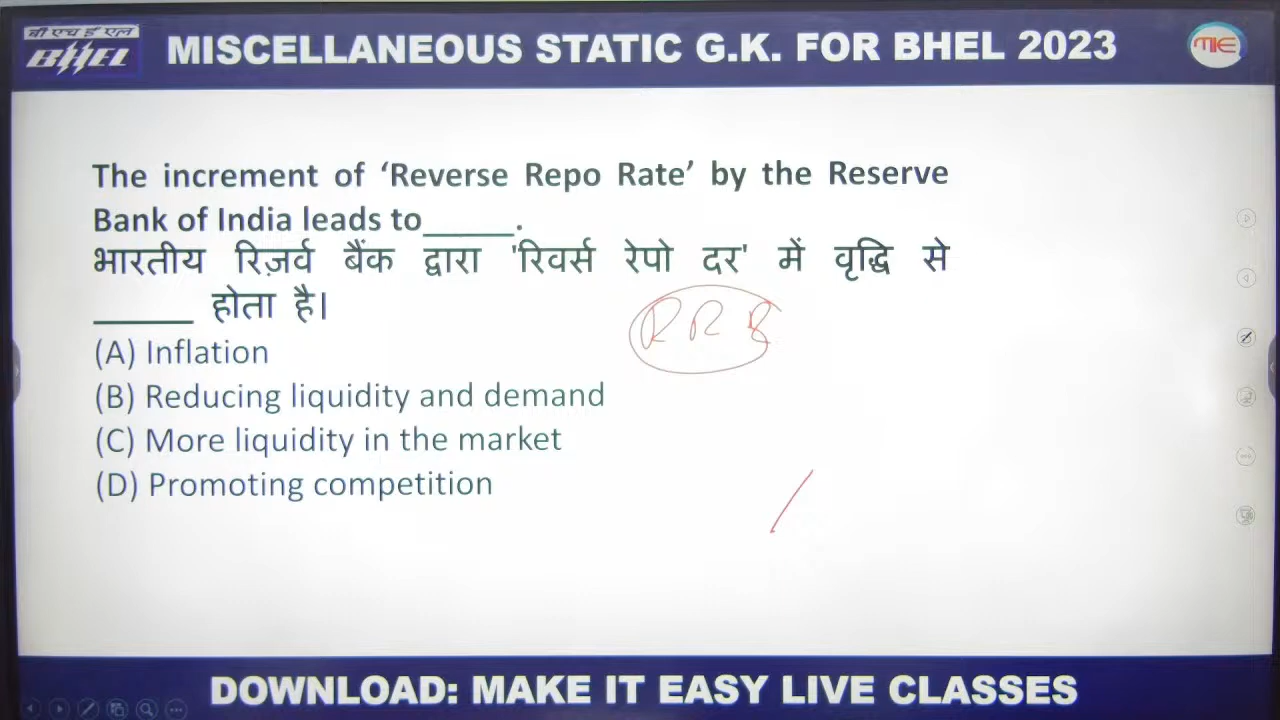 बी एच ई एल
BHEL
MISCELLANEOUS STATIC G.K. FOR BHEL 2023
MIE
The increment of ‘Reverse Repo Rate’ by the Reserve
Bank of India leads to_____.
भारतीय रिज़र्व बैंक द्वारा 'रिवर्स रेपो दर' में वृद्धि से
_____ होता है।
RRR
(A) Inflation
(B) Reducing liquidity and demand
(C) More liquidity in the market
(D) Promoting competition
DOWNLOAD: MAKE IT EASY LIVE CLASSES